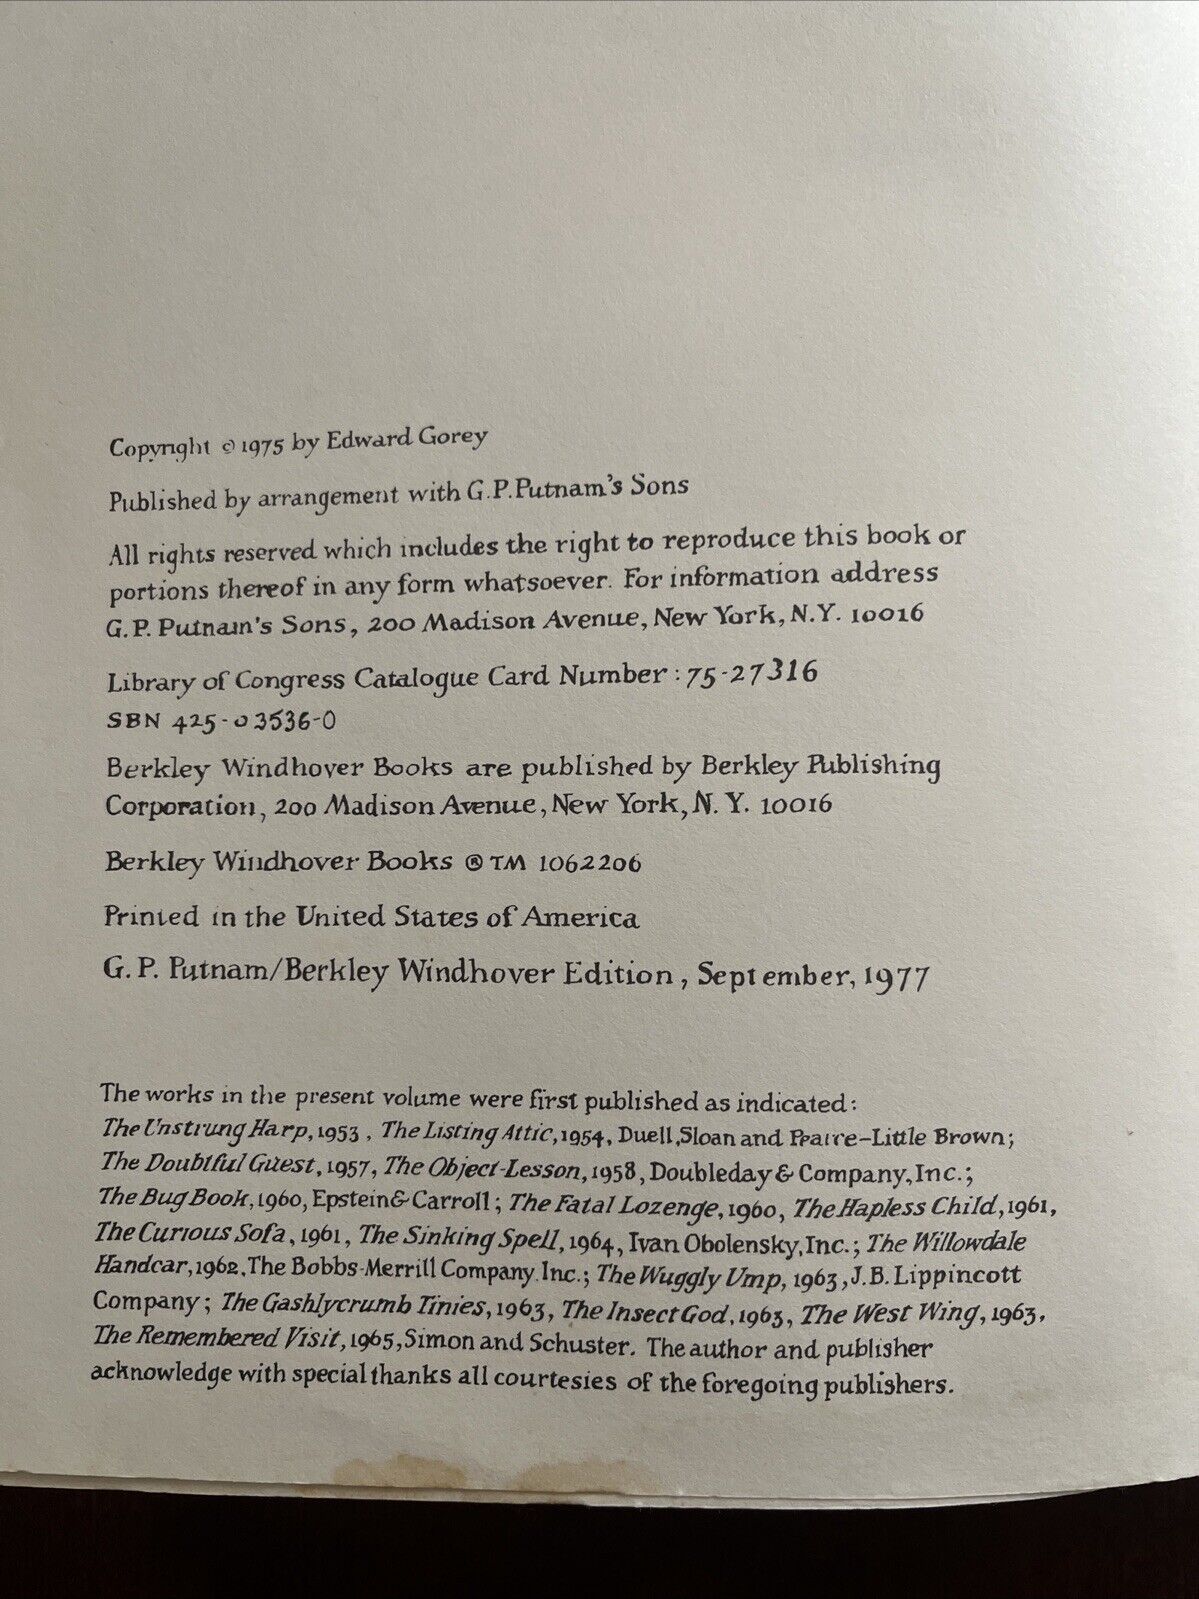 Copyright © 1975 by Edward Gorey
Published by arrangement with G.P.Putnam's Sons
All rights reserved which includes the right to reproduce this book or
portions thereof in any form whatsoever. For information address
G.P. Putnam's Sons, 200 Madison Avenue, New York, N.Y. 10016
Library of Congress Catalogue Card Number: 75-27316
SBN 425-03536-0
Berkley Windhover Books are published by Berkley Publishing
Corporation, 200 Madison Avenue, New York, N. Y. 10016
Berkley Windhover Books ® TM 1062206
Printed in the United States of America
G. P. Putnam/Berkley Windhover Edition, September, 1977
The works in the present volume were first published as indicated:
The Unstrung Harp, 1953, The Listing Attic, 1954, Duell, Sloan and Pearce-Little Brown;
The Doubtful Guest, 1957, The Object-Lesson, 1958, Doubleday & Company, Inc.;
The Bug Book, 1960, Epstein & Carroll; The Fatal Lozenge, 1960, The Hapless Child, 1961,
The Curious Sofa, 1961, The Sinking Spell, 1964, Ivan Obolensky, Inc.; The Willowdale
Handcar, 1962, The Bobbs-Merrill Company Inc.; The Wuggly Ump, 1963, J.B. Lippincott
Company; The Gashlycrumb Tinies, 1963, The Insect God, 1963, The West Wing, 1963,
The Remembered Visit, 1965, Simon and Schuster. The author and publisher
acknowledge with special thanks all courtesies of the foregoing publishers.